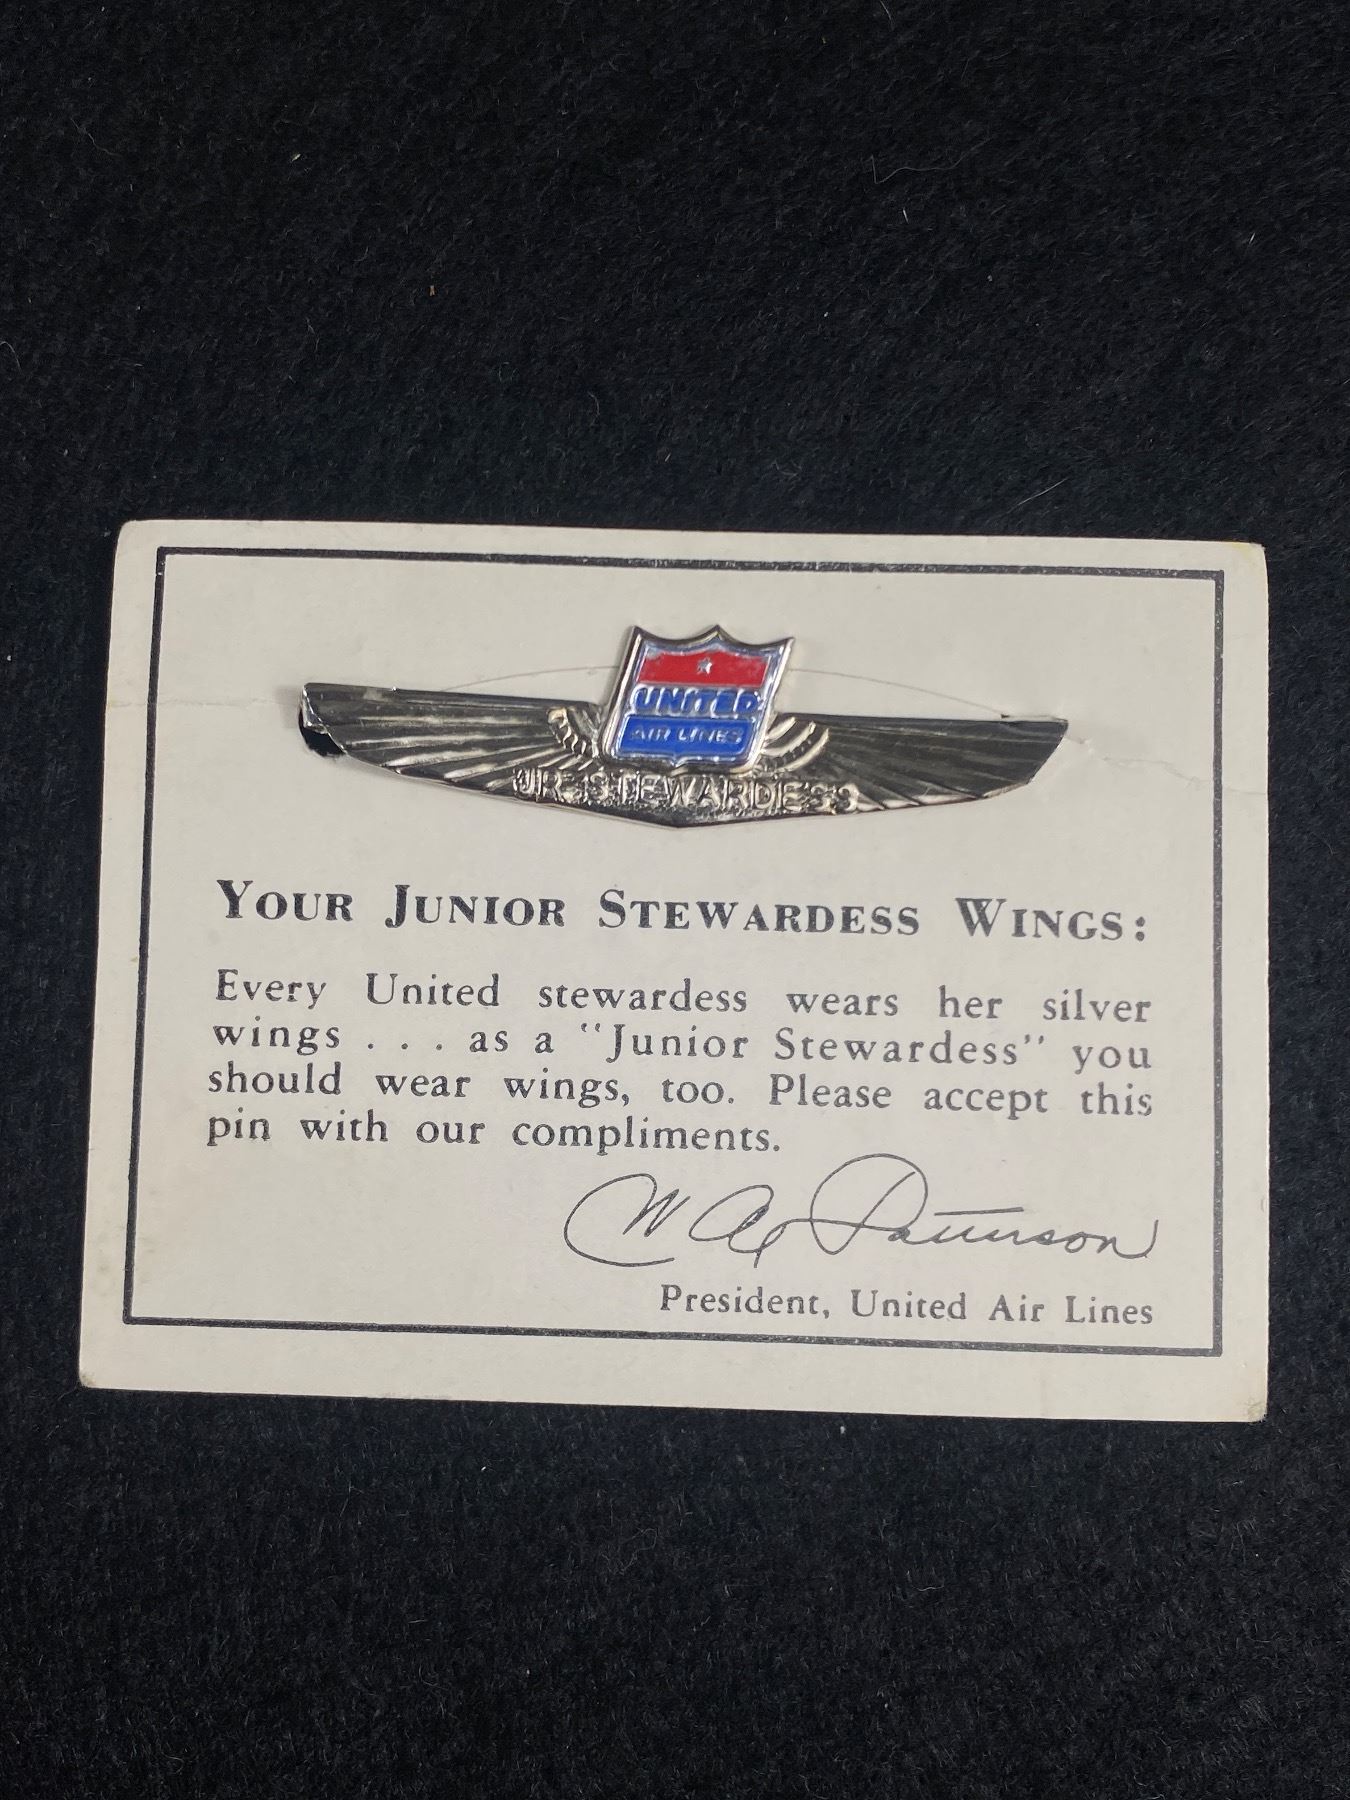 UNITED
AIR LINES
JR. STEWARDESS
YOUR JUNIOR STEWARDESS WINGS:
Every United stewardess wears her silver
wings . . . as a "Junior Stewardess" you
should wear wings, too. Please accept this
pin with our compliments.
W A Patterson
President, United Air Lines